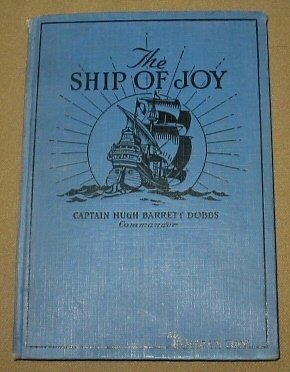 The
SHIP OF JOY
CAPTAIN HUGH BARRETT DOBBS
Commander